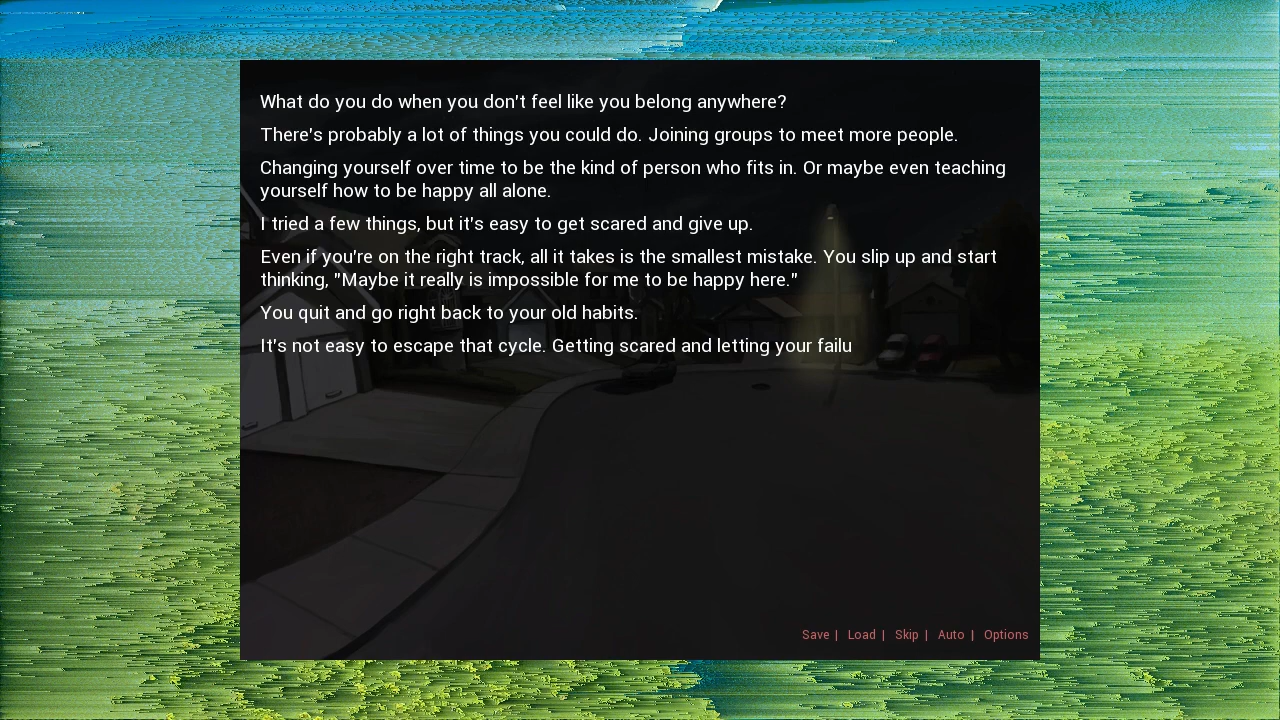 What do you do when you don't feel like you belong anywhere?
There's probably a lot of things you could do. Joining groups to meet more people.
Changing yourself over time to be the kind of person who fits in. Or maybe even teaching
yourself how to be happy all alone.
I tried a few things, but it's easy to get scared and give up.
Even if you're on the right track, all it takes is the smallest mistake. You slip up and start
thinking, "Maybe it really is impossible for me to be happy here."
You quit and go right back to your old habits.
It's not easy to escape that cycle. Getting scared and letting your failu
Save | Load | Skip | Auto | Options